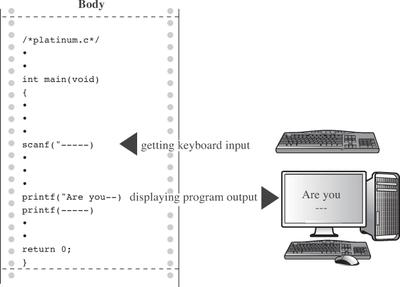 Body
/*platinum.c*/
•
•
int main(void)
{
•
•
•
scanf("-----)
getting keyboard input
•
•
•
printf("Are you--)
displaying program output
printf(-----)
•
•
return 0;
}
Are you
---